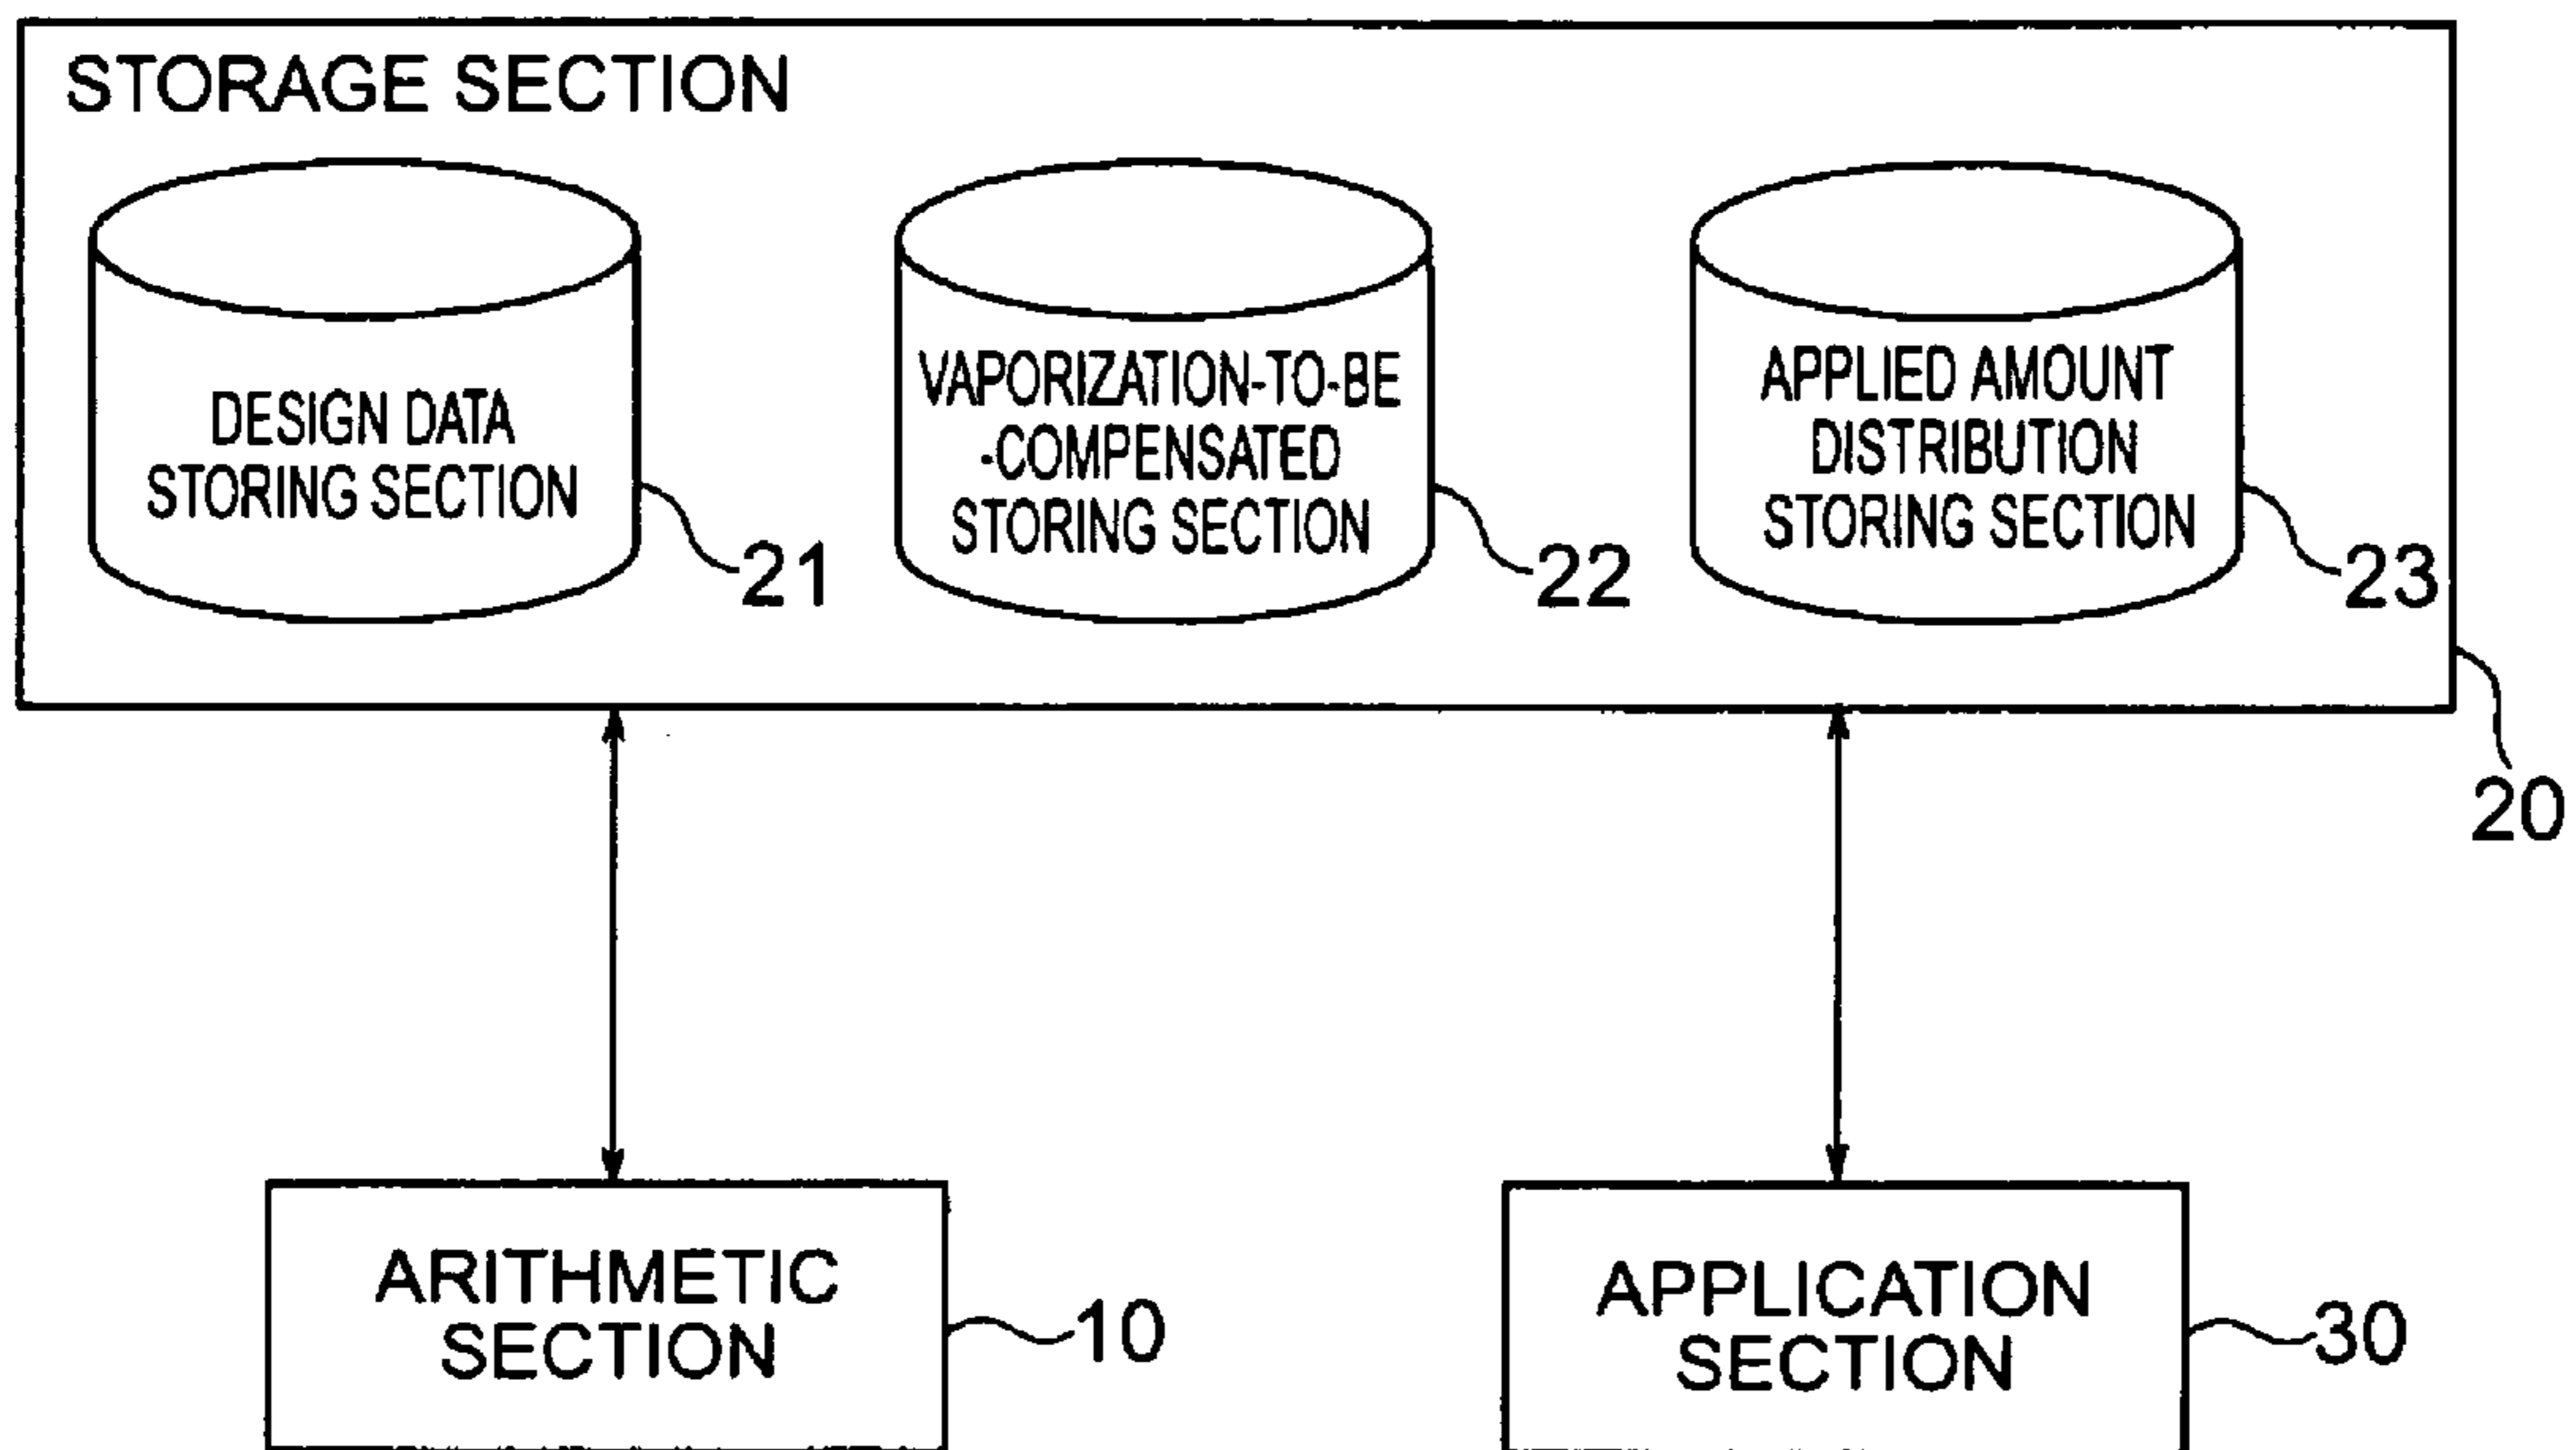 STORAGE SECTION
DESIGN DATA
STORING SECTION
21
VAPORIZATION-TO-BE
-COMPENSATED
STORING SECTION
22
APPLIED AMOUNT
DISTRIBUTION
STORING SECTION
23
20
ARITHMETIC
SECTION
10
APPLICATION
SECTION
30